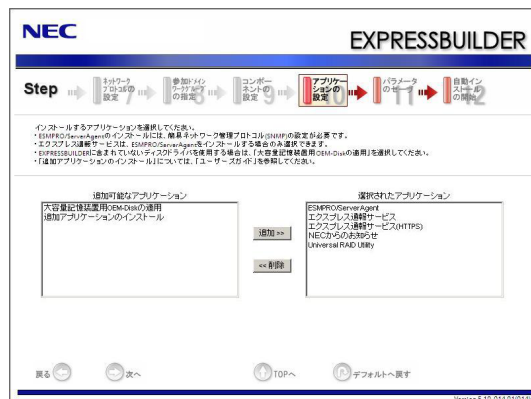 NEC
EXPRESSBUILDER
Step
ネットワークプロトコルの設定 7
参加ドメインワークグループの指定 8
コンポーネントの設定 9
アプリケーションの設定 10
パラメータのセーブ 11
自動インストールの開始 12
インストールするアプリケーションを選択してください。
・ESMPRO/ServerAgentのインストールには、簡易ネットワーク管理プロトコル(SNMP)の設定が必要です。
・エクスプレス通報サービスは、ESMPRO/ServerAgentをインストールする場合のみ選択できます。
・EXPRESSBUILDERに含まれていないディスクドライバを使用する場合は、「大容量記憶装置用OEM-Diskの適用」を選択してください。
・「追加アプリケーションのインストール」については、「ユーザーズガイド」を参照してください。
追加可能なアプリケーション
選択されたアプリケーション
大容量記憶装置用OEM-Diskの適用
追加アプリケーションのインストール
ESMPRO/ServerAgent
エクスプレス通報サービス
エクスプレス通報サービス(HTTPS)
NECからのお知らせ
Universal RAID Utility
追加 >>
<< 削除
戻る
次へ
TOPへ
デフォルトへ戻す